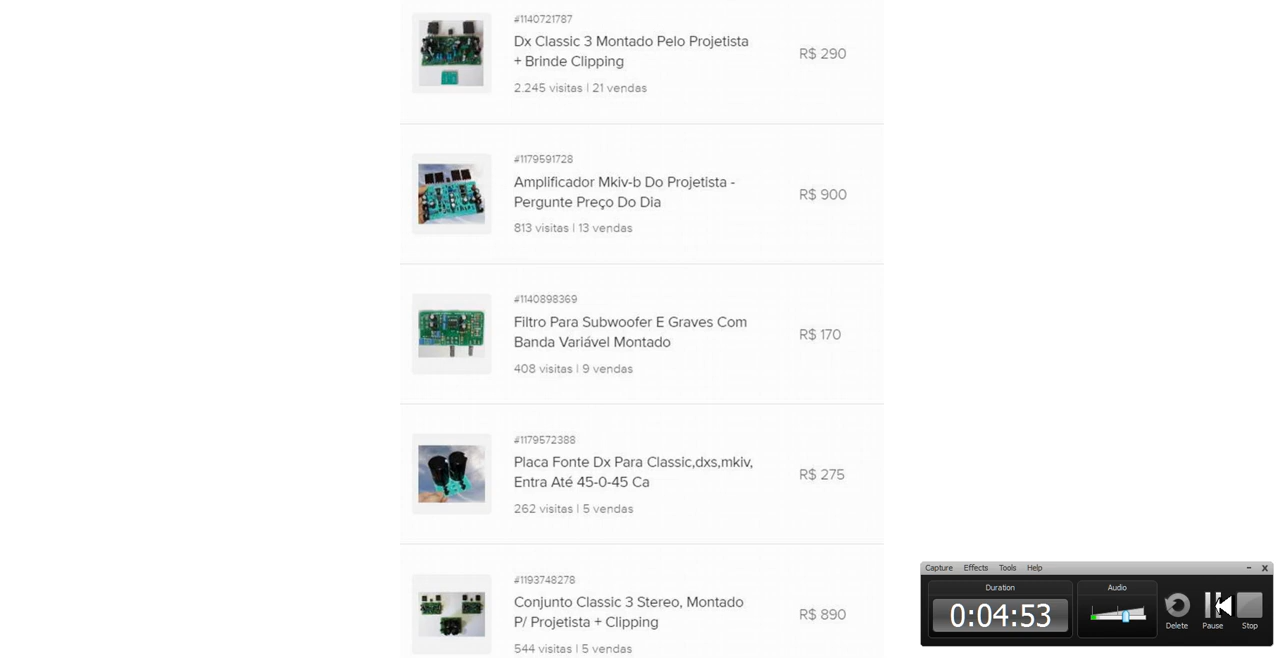 #1140721787
Dx Classic 3 Montado Pelo Projetista
+ Brinde Clipping
R$ 290
2.245 visitas | 21 vendas
#1179591728
Amplificador Mkiv-b Do Projetista -
Pergunte Preço Do Dia
R$ 900
813 visitas | 13 vendas
#1140898369
Filtro Para Subwoofer E Graves Com
Banda Variável Montado
R$ 170
408 visitas | 9 vendas
#1179572388
Placa Fonte Dx Para Classic,dxs,mkiv,
Entra Até 45-0-45 Ca
R$ 275
262 visitas | 5 vendas
#1193748278
Conjunto Classic 3 Stereo, Montado
P/ Projetista + Clipping
R$ 890
544 visitas | 5 vendas
Capture Effects Tools Help
Duration
0:04:53
Audio
Delete Pause Stop